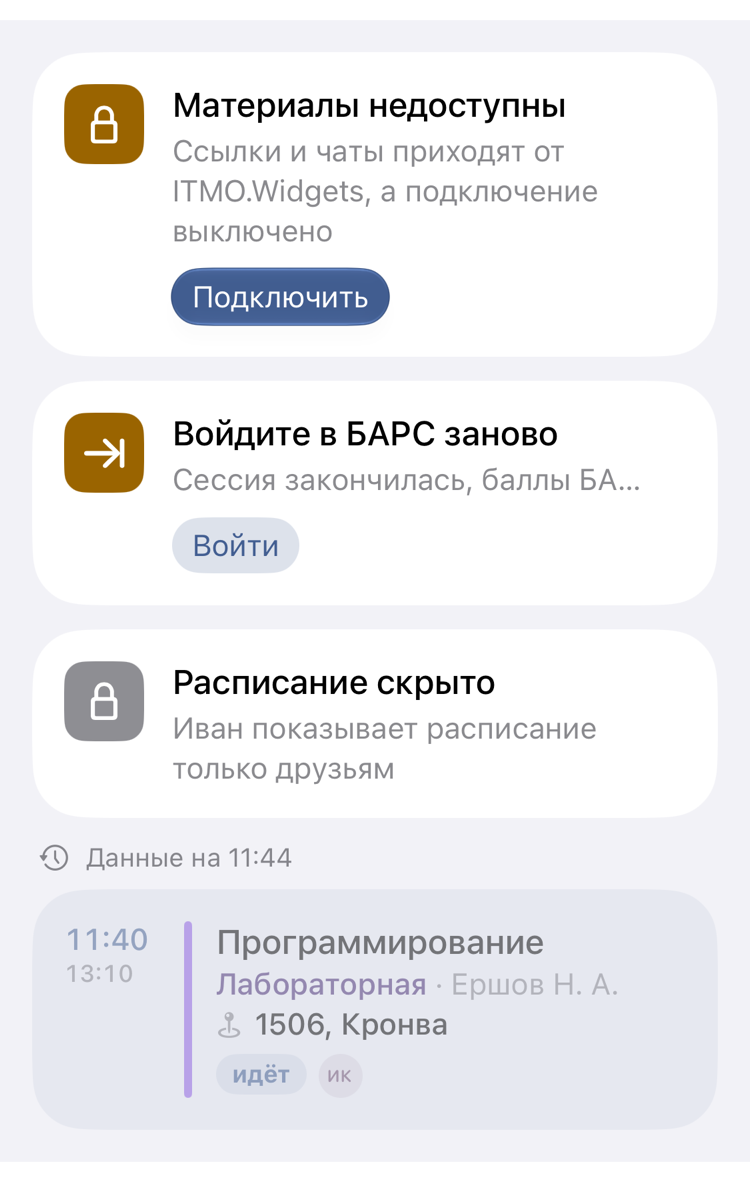 Материалы недоступны
Ссылки и чаты приходят от
ITMO.Widgets, а подключение
выключено
Подключить
Войдите в БАРС заново
Сессия закончилась, баллы БА...
Войти
Расписание скрыто
Иван показывает расписание
только друзьям
Данные на 11:44
11:40
13:10
Программирование
Лабораторная · Ершов Н. А.
1506, Кронва
идёт
ик